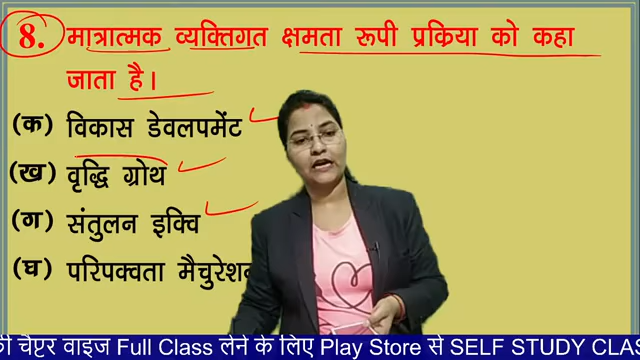 8. मात्रात्मक व्यक्तिगत क्षमता रूपी प्रक्रिया को कहा
जाता है।
(क) विकास डेवलपमेंट
(ख) वृद्धि ग्रोथ
(ग) संतुलन इक्वि
(घ) परिपक्वता मैचुरेशन
की चैप्टर वाइज Full Class लेने के लिए Play Store से SELF STUDY CLAS